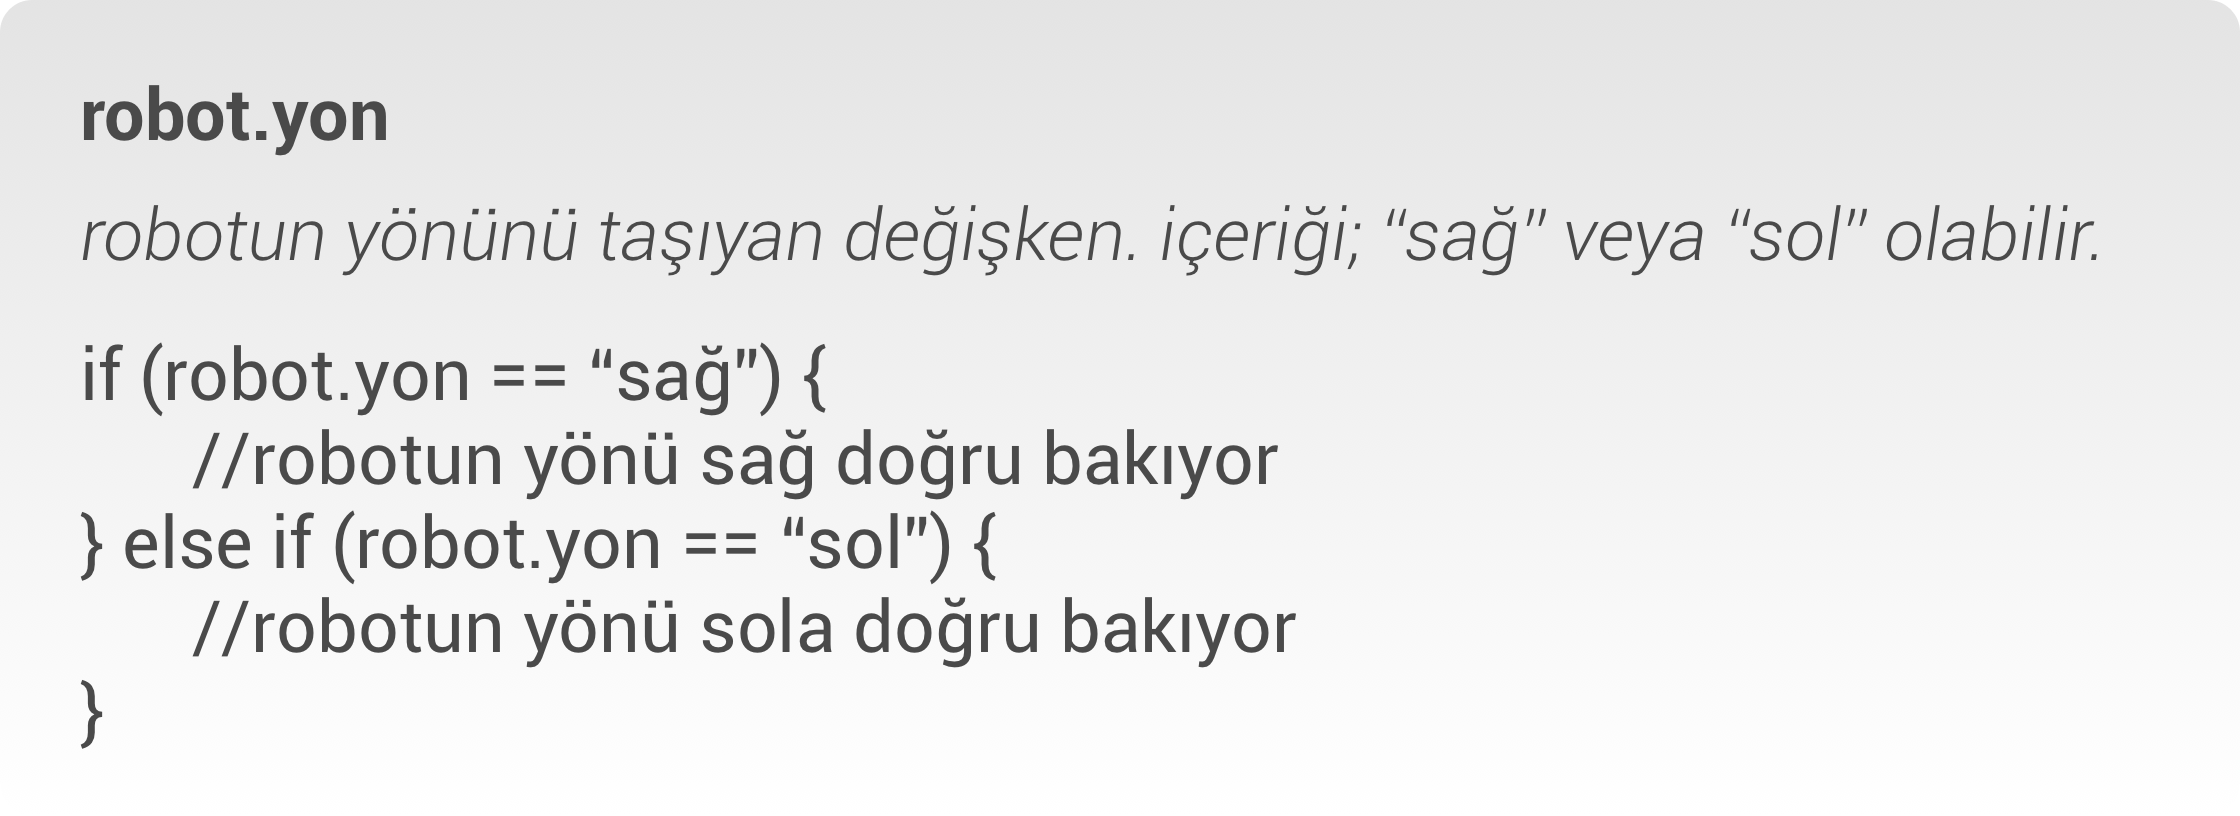 robot.yon
robotun yönünü taşıyan değişken. içeriği; “sağ” veya “sol” olabilir.
if (robot.yon == “sağ”) {
//robotun yönü sağ doğru bakıyor
} else if (robot.yon == “sol”) {
//robotun yönü sola doğru bakıyor
}